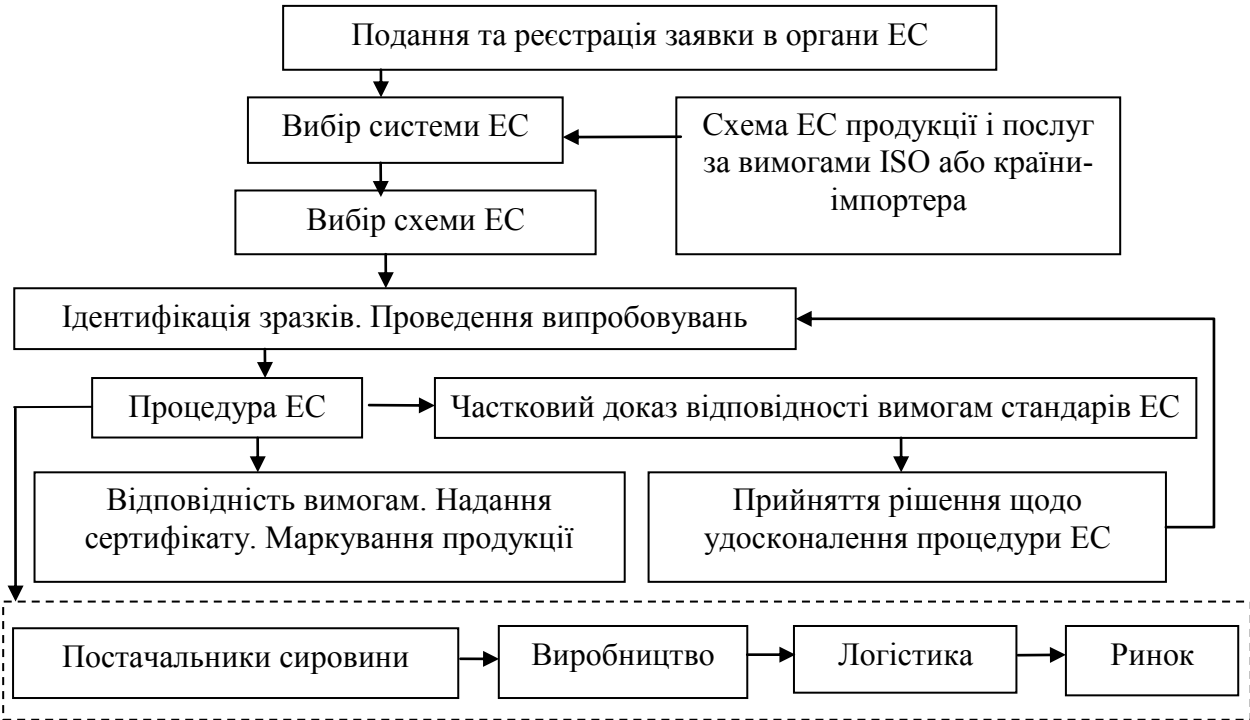 Подання та реєстрація заявки в органи ЕС
Вибір системи ЕС
Схема ЕС продукції і послуг
за вимогами ISO або країни-
імпортера
Вибір схеми ЕС
Ідентифікація зразків. Проведення випробовувань
Процедура ЕС
Частковий доказ відповідності вимогам стандарів ЕС
Відповідність вимогам. Надання
сертифікату. Маркування продукції
Прийняття рішення щодо
удосконалення процедури ЕС
Постачальники сировини
Виробництво
Логістика
Ринок